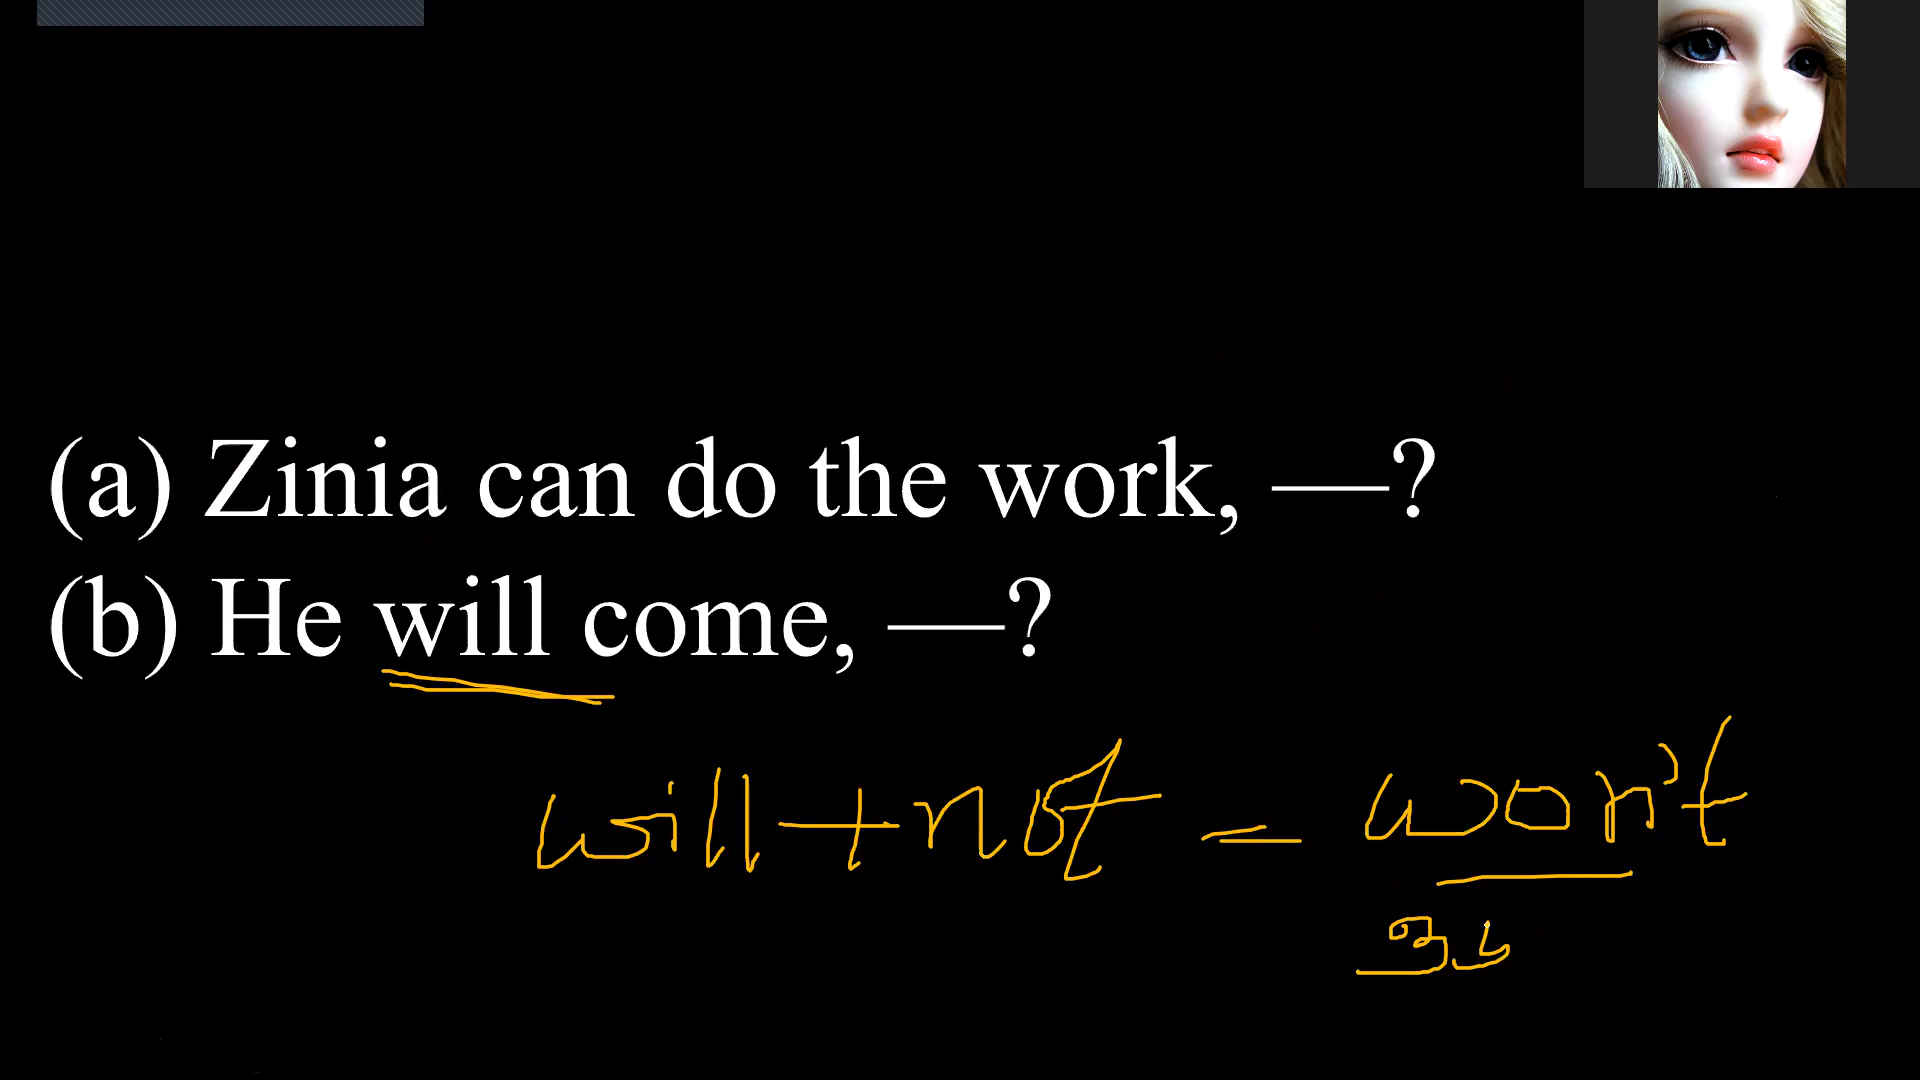 (a) Zinia can do the work, —?
(b) He will come, —?
will+not = won't